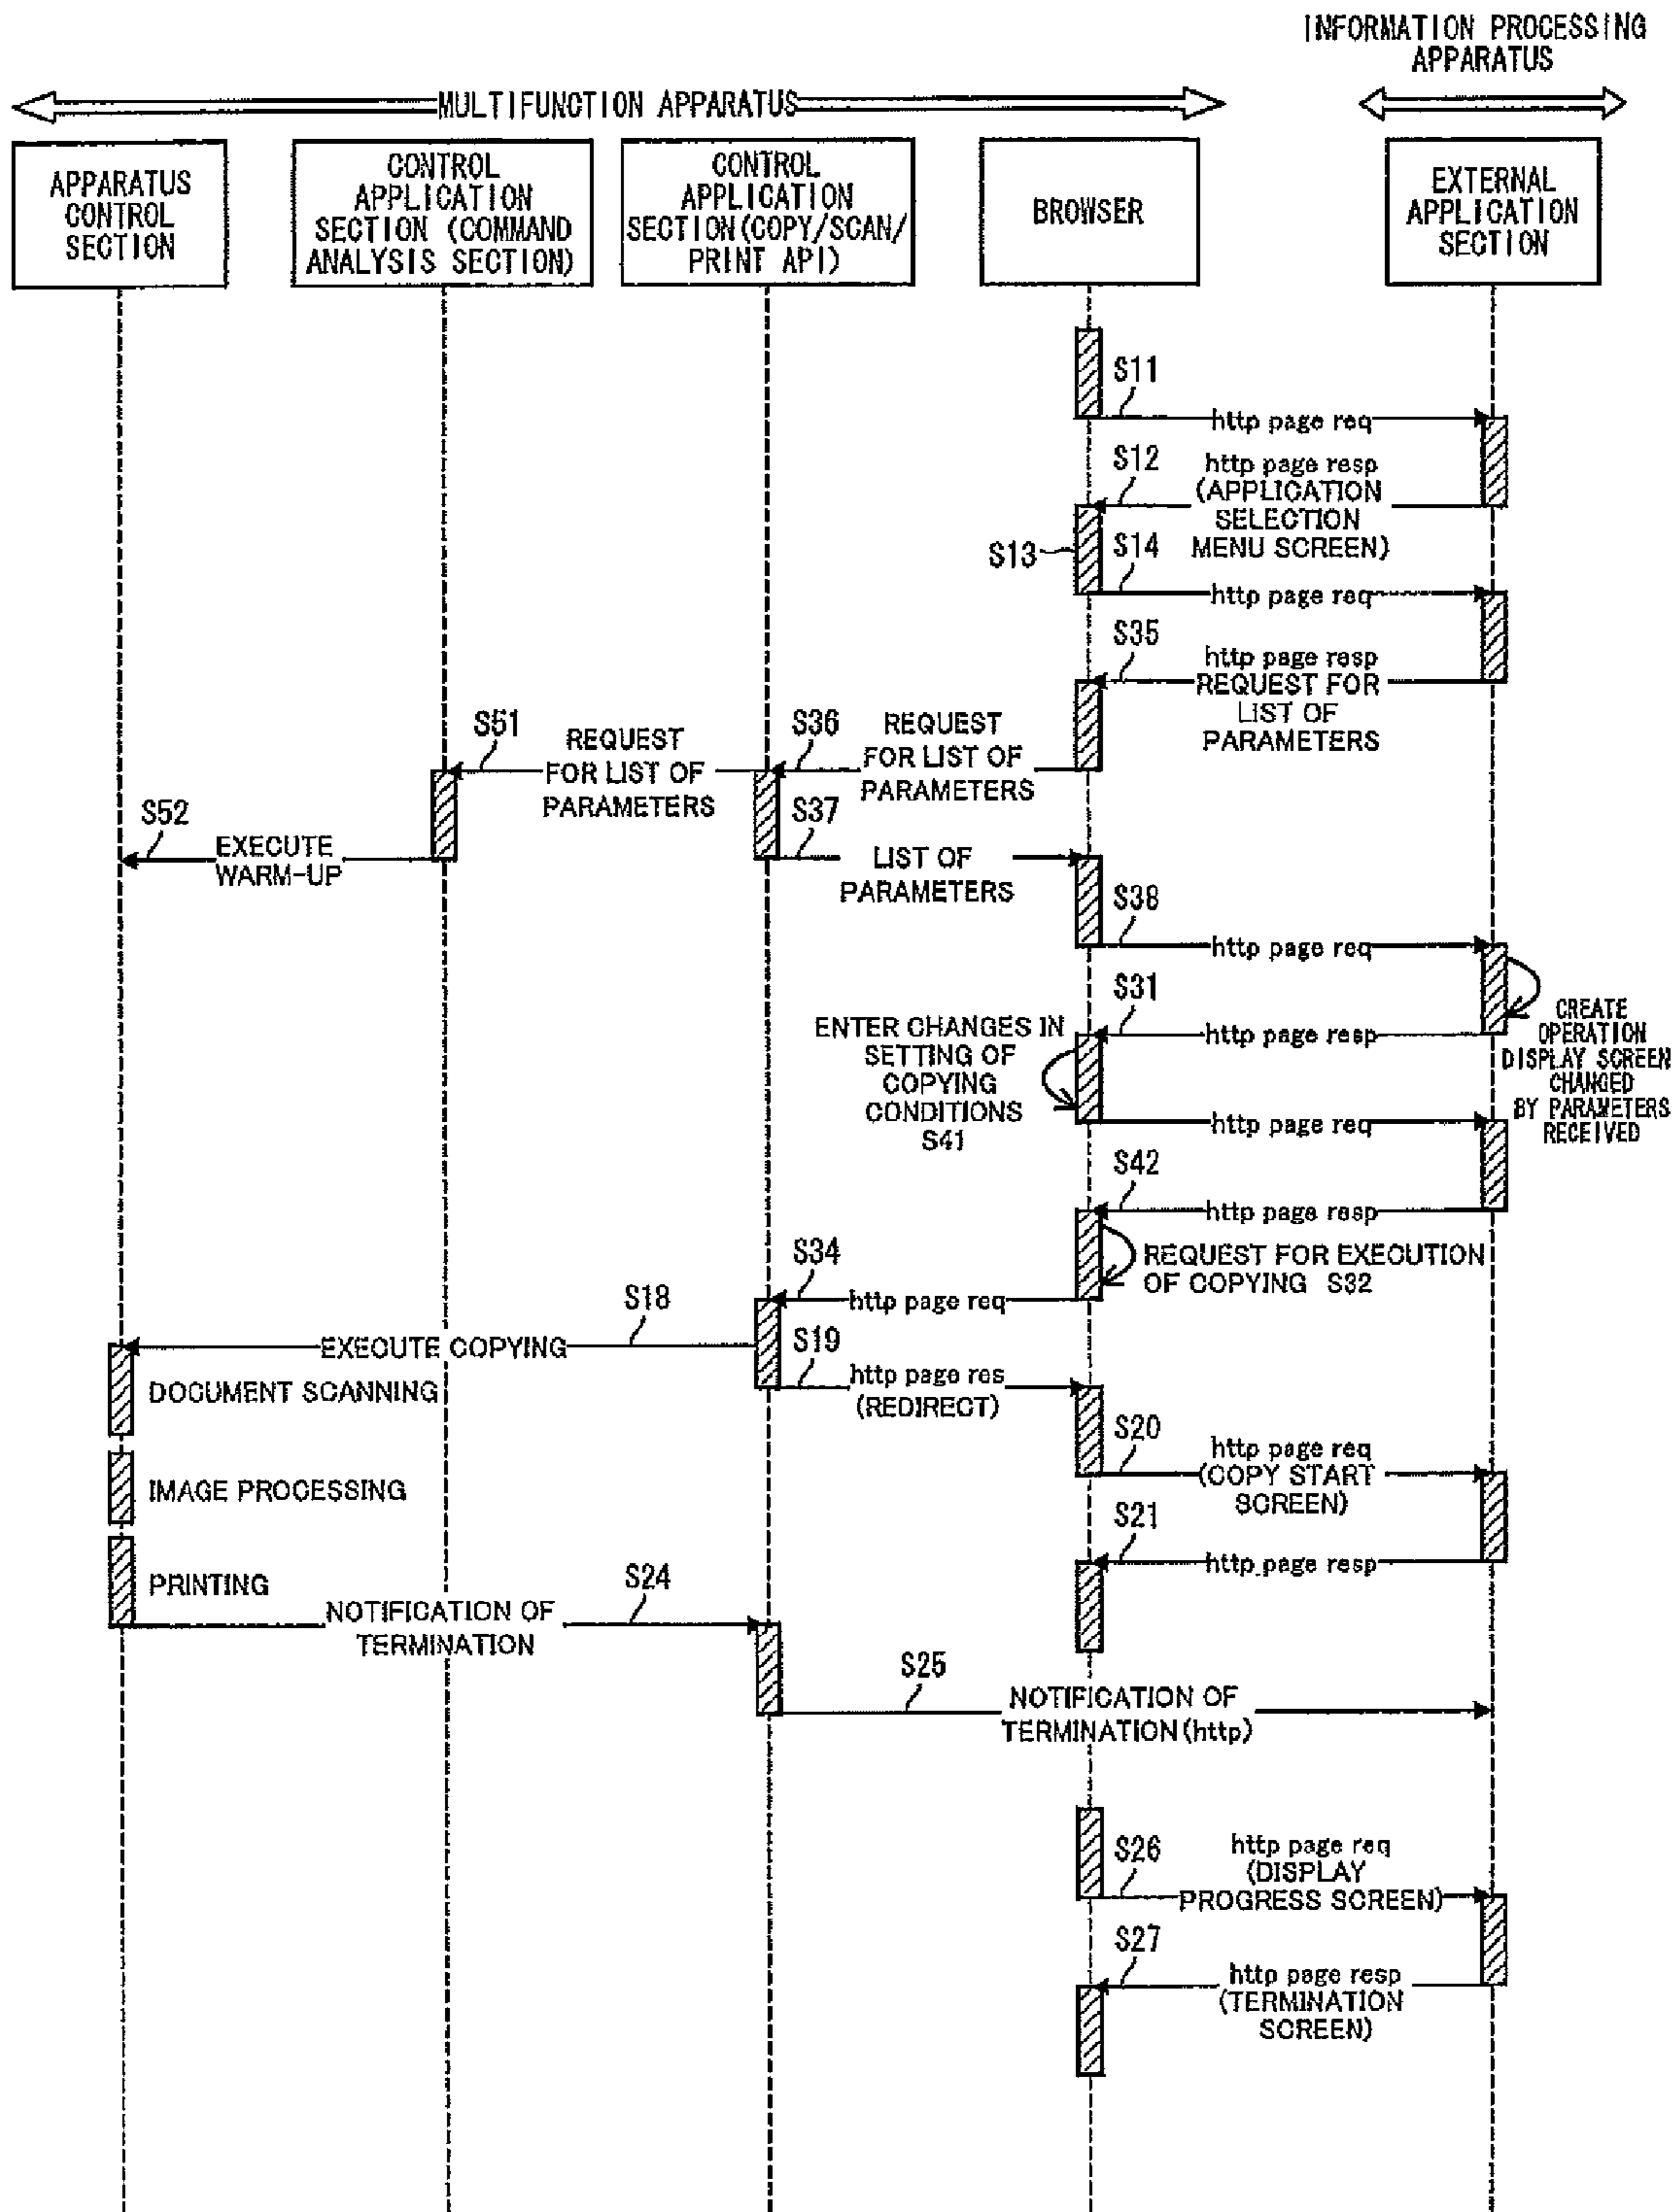 INFORMATION PROCESSING
APPARATUS
MULTIFUNCTION APPARATUS
APPARATUS
CONTROL
SECTION
CONTROL
APPLICATION
SECTION (COMMAND
ANALYSIS SECTION)
CONTROL
APPLICATION
SECTION(COPY/SCAN/
PRINT API)
BROWSER
EXTERNAL
APPLICATION
SECTION
S11
http page req
S12
http page resp
(APPLICATION
SELECTION
MENU SCREEN)
S13
S14
http page req
S35
http page resp
REQUEST FOR
LIST OF
PARAMETERS
S51
REQUEST
FOR LIST OF
PARAMETERS
S36
REQUEST
FOR LIST OF
PARAMETERS
S52
EXECUTE
WARM-UP
S37
LIST OF
PARAMETERS
S38
http page req
CREATE
OPERATION
DISPLAY SCREEN
CHANGED
BY PARAMETERS
RECEIVED
S31
http page resp
ENTER CHANGES IN
SETTING OF
COPYING
CONDITIONS
S41
http page req
S42
http page resp
REQUEST FOR EXECUTION
OF COPYING S32
S34
http page req
S18
EXECUTE COPYING
S19
http page res
(REDIRECT)
DOCUMENT SCANNING
S20
http page req
(COPY START
SCREEN)
IMAGE PROCESSING
S21
http page resp
PRINTING
S24
NOTIFICATION OF
TERMINATION
S25
NOTIFICATION OF
TERMINATION(http)
S26
http page req
(DISPLAY
PROGRESS SCREEN)
S27
http page resp
(TERMINATION
SCREEN)